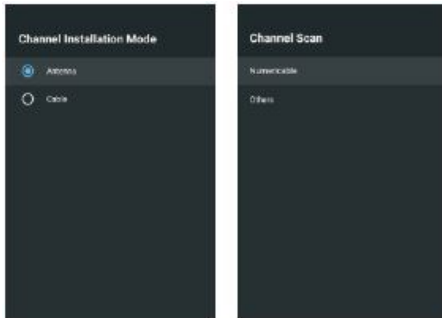 Channel Installation Mode
Antenna
Cable
Channel Scan
Numericable
Others